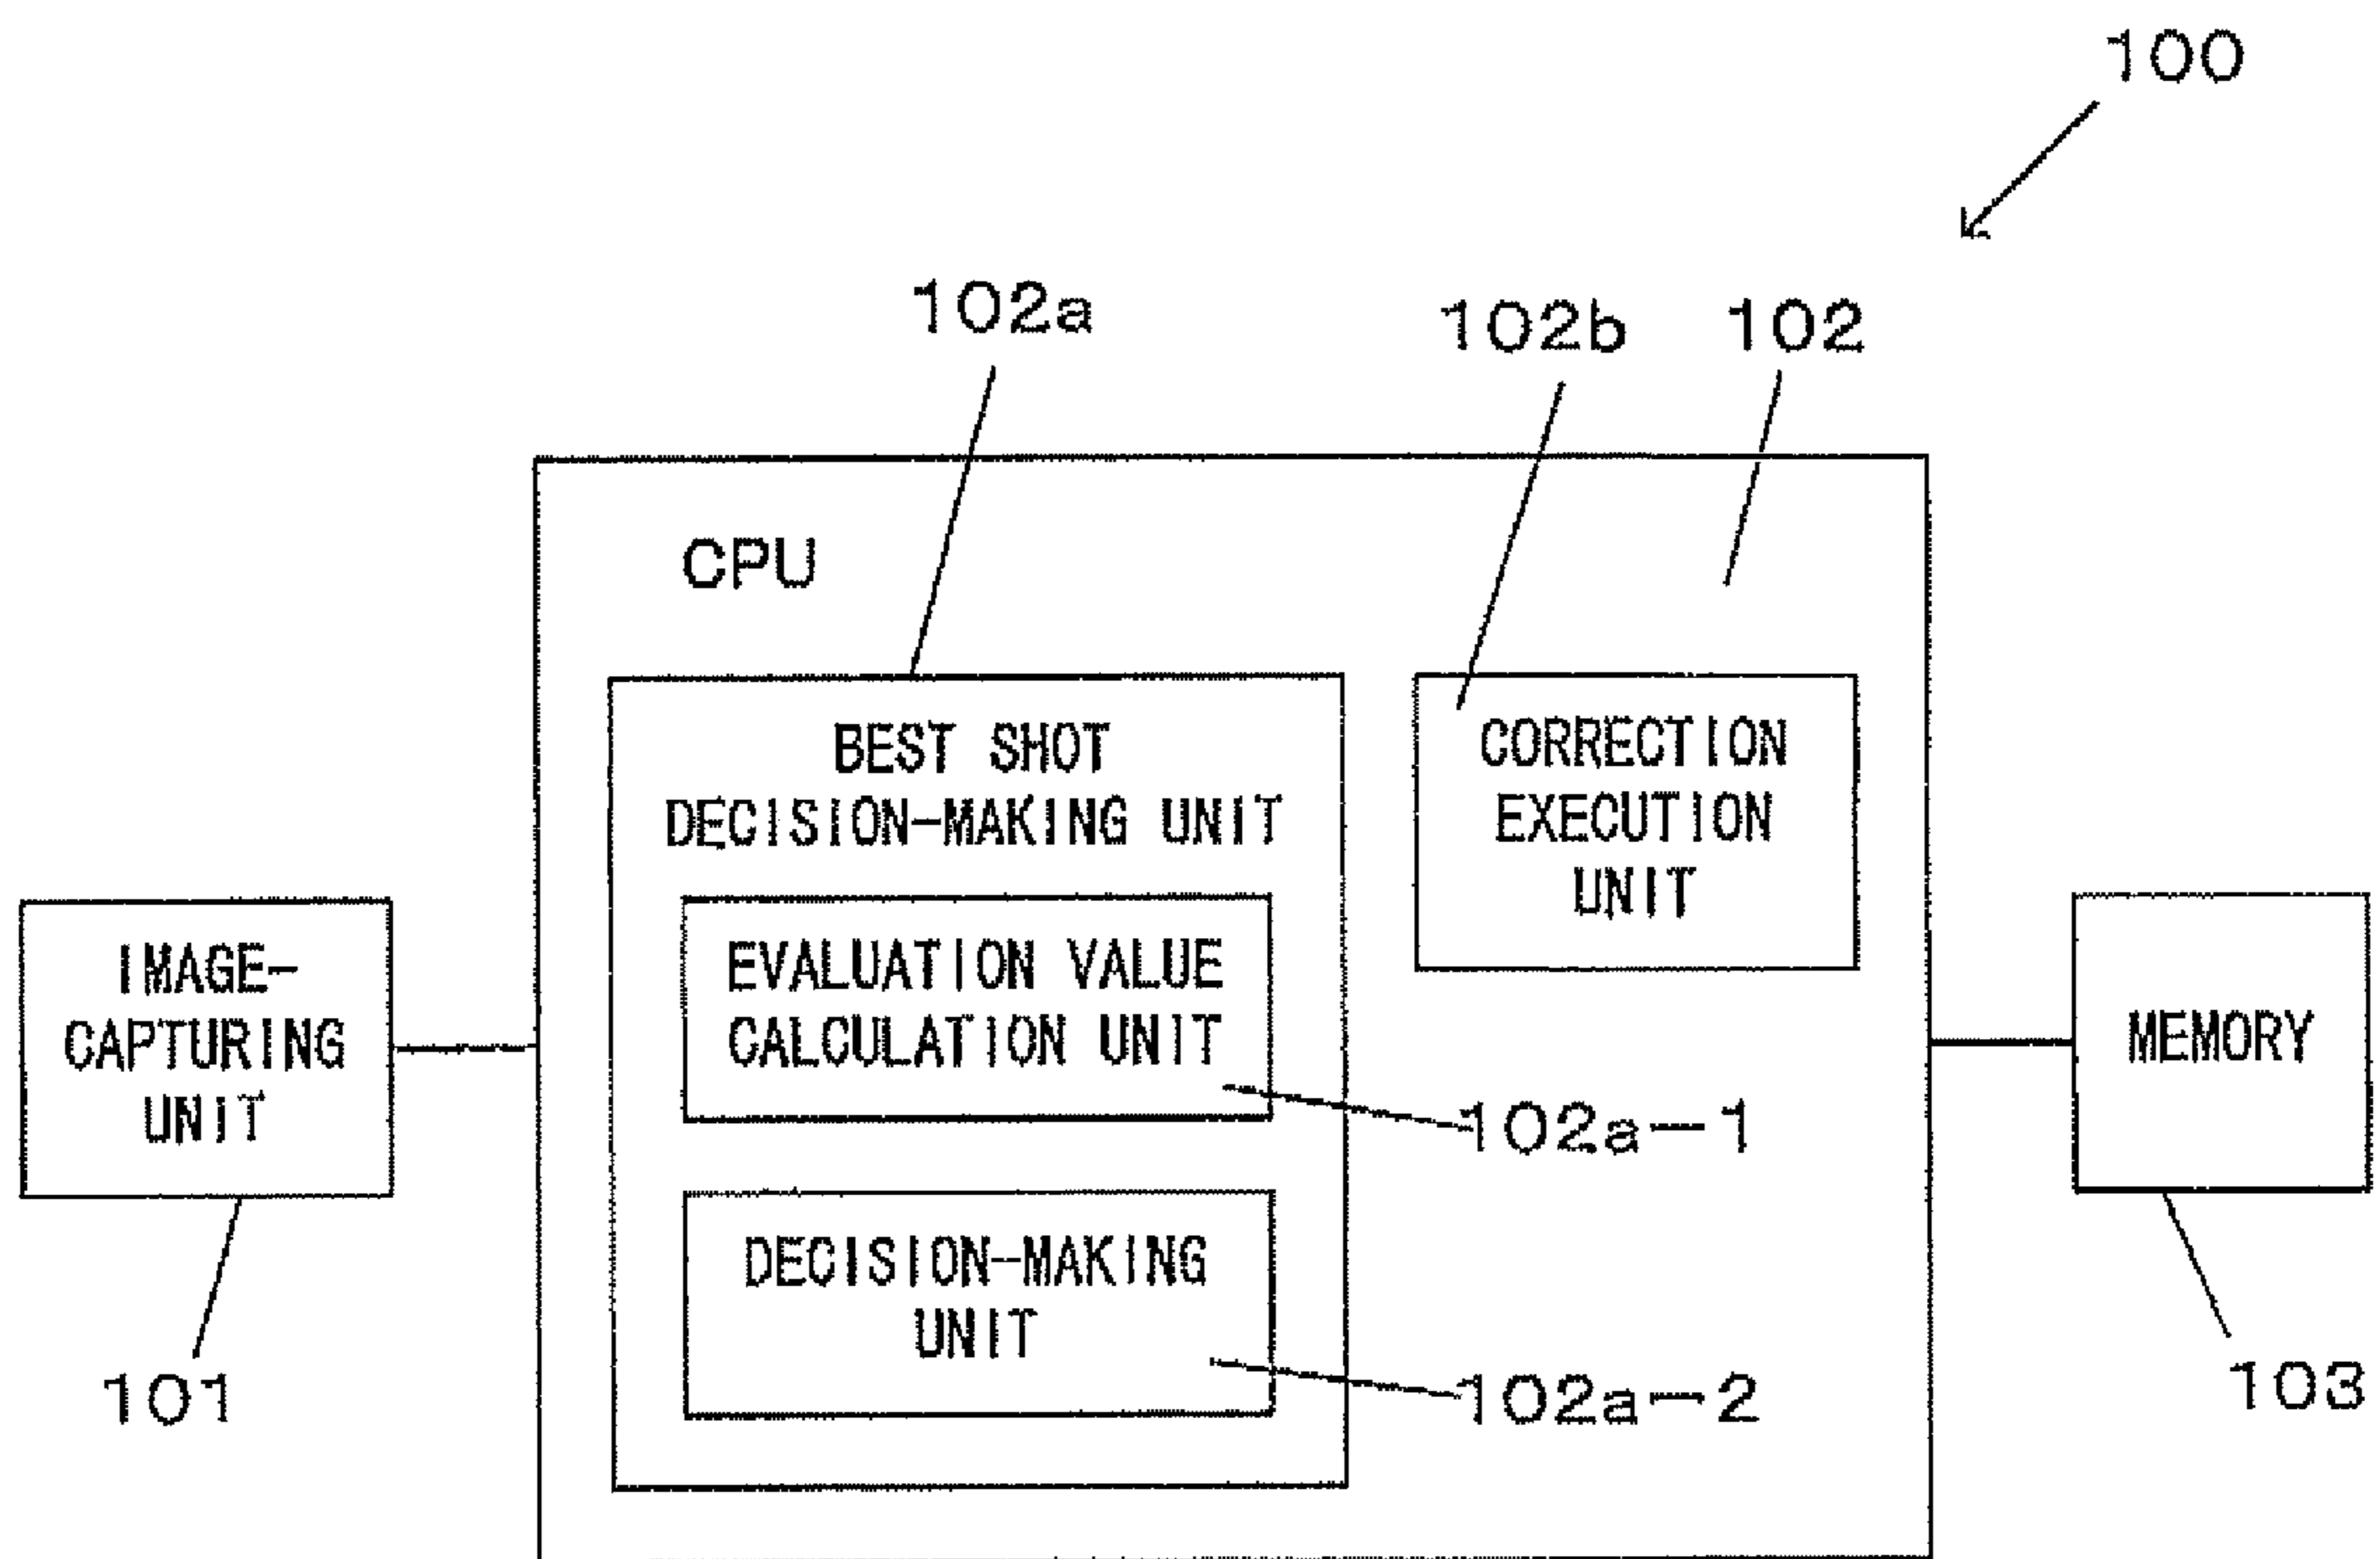 100
102a
102b
102
CPU
BEST SHOT
DECISION-MAKING UNIT
CORRECTION
EXECUTION
UNIT
EVALUATION VALUE
CALCULATION UNIT
102a-1
DECISION-MAKING
UNIT
102a-2
IMAGE-
CAPTURING
UNIT
101
MEMORY
103